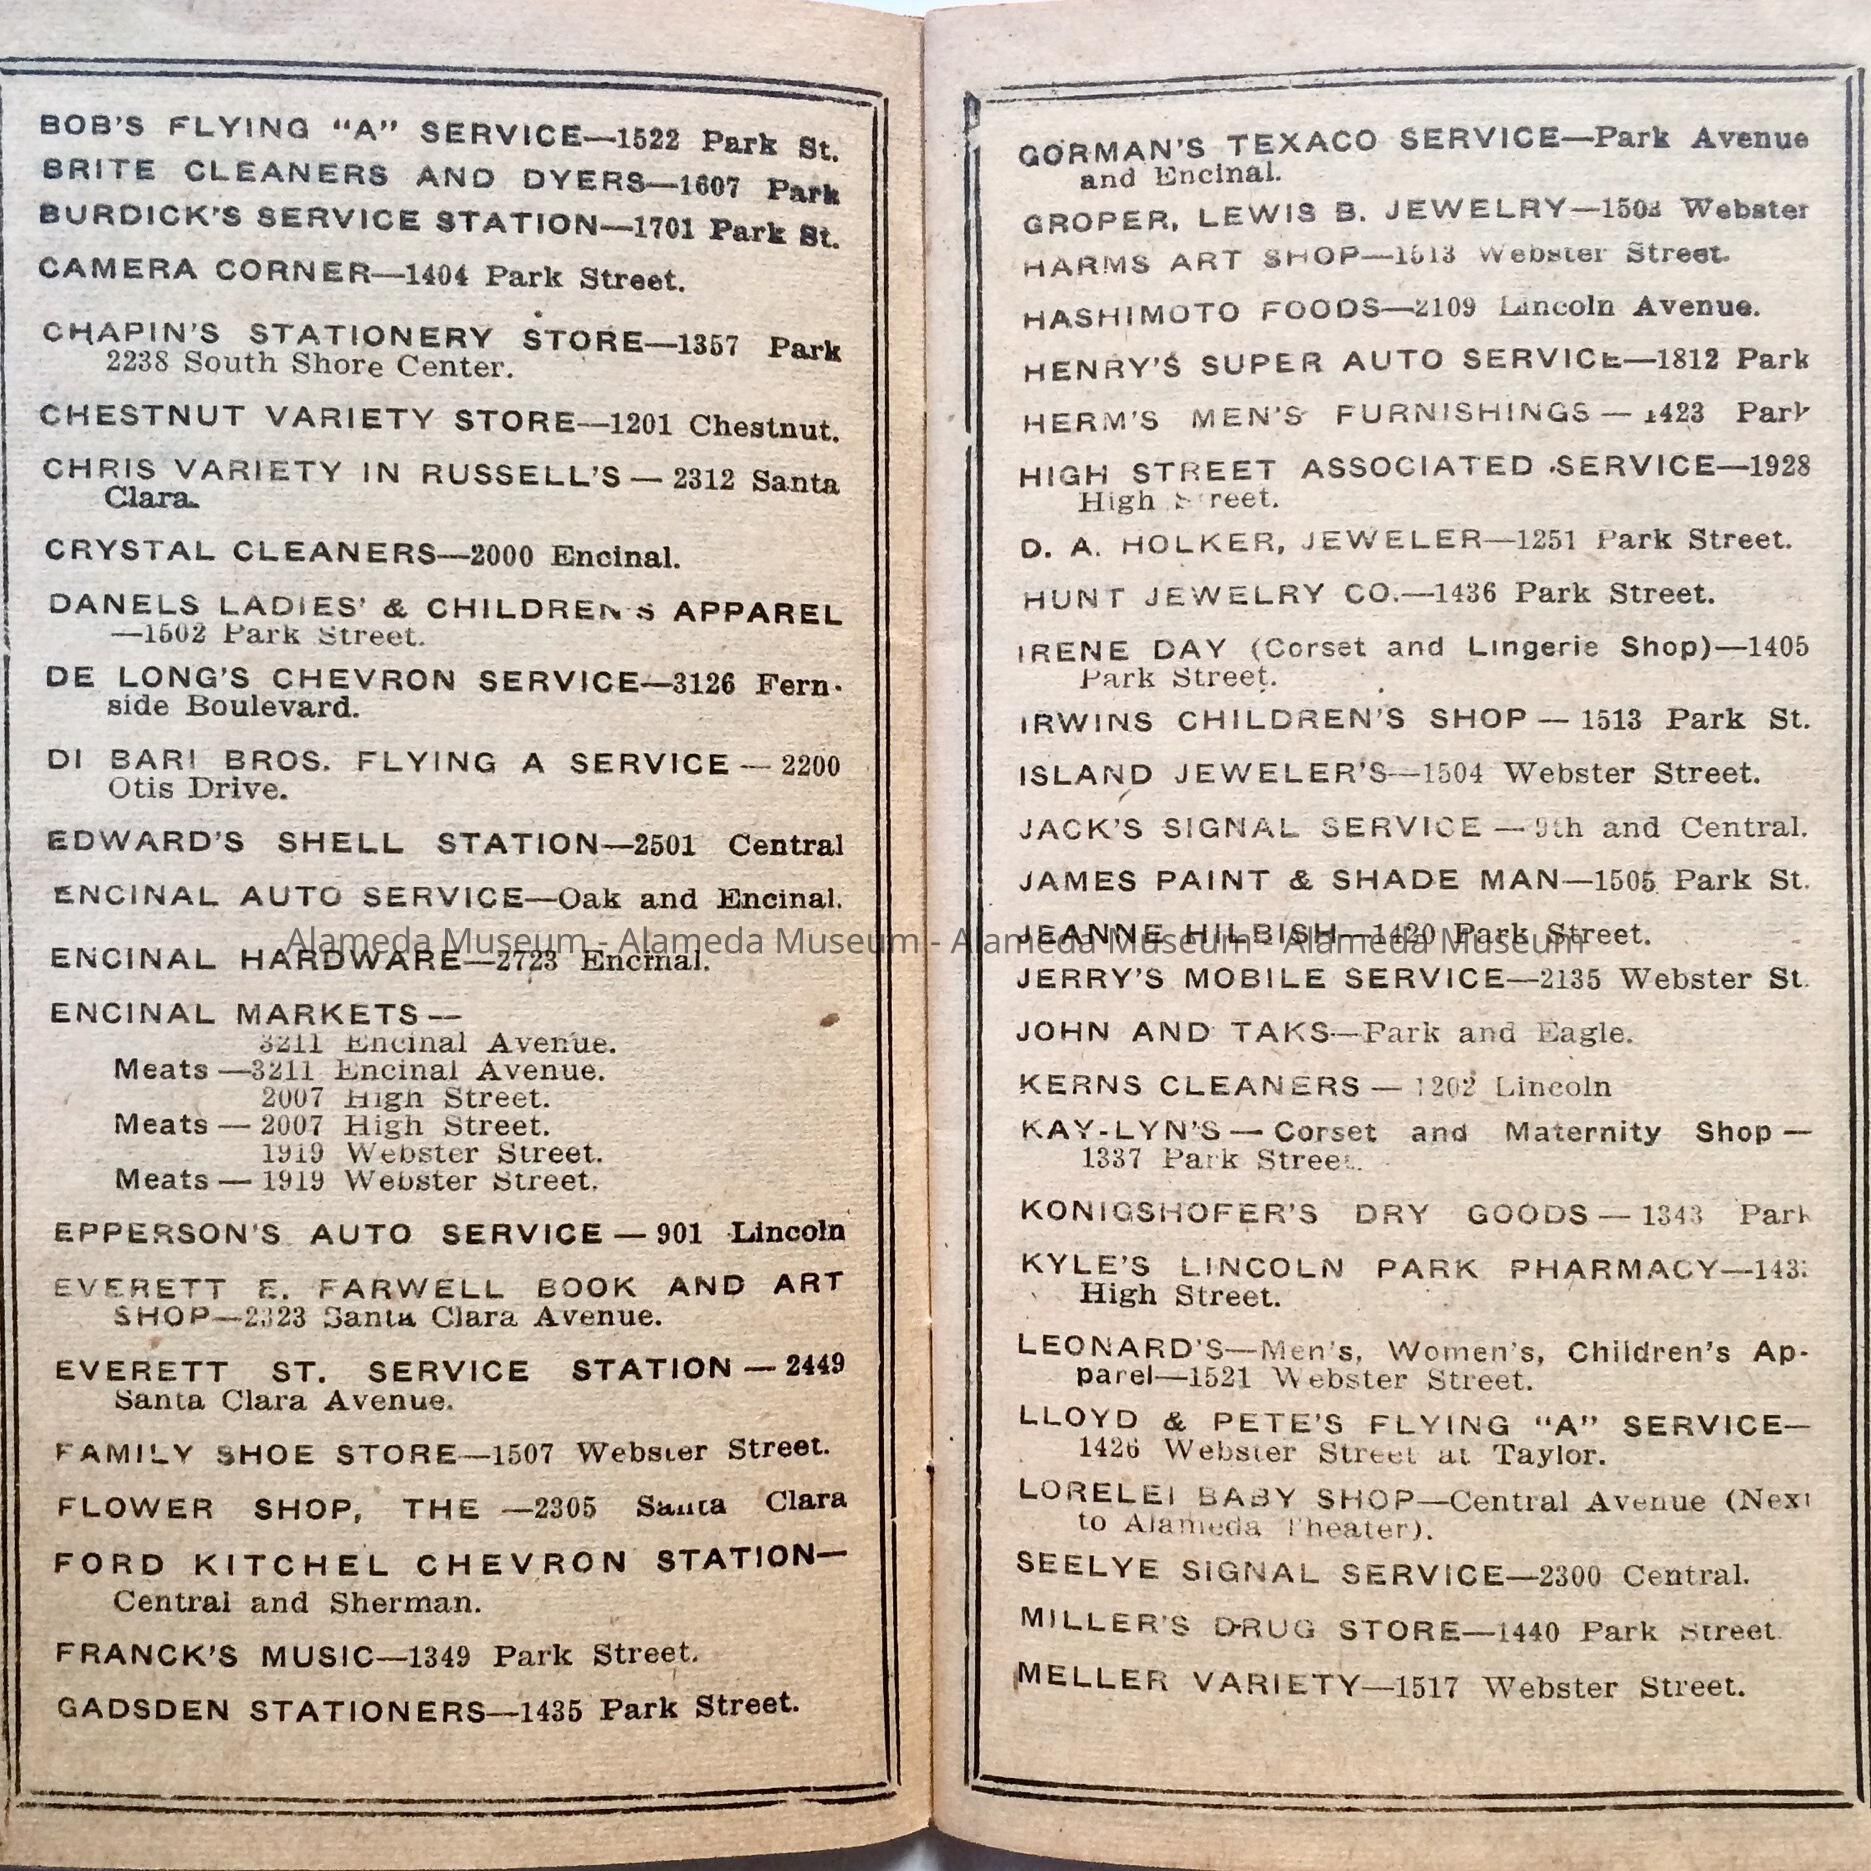 BOB'S FLYING "A" SERVICE—1522 Park St.
BRITE CLEANERS AND DYERS—1607 Park
BURDICK'S SERVICE STATION—1701 Park St.
CAMERA CORNER—1404 Park Street.
CHAPIN'S STATIONERY STORE—1357 Park
2238 South Shore Center.
CHESTNUT VARIETY STORE—1201 Chestnut.
CHRIS VARIETY IN RUSSELL'S — 2312 Santa
Clara.
CRYSTAL CLEANERS—2000 Encinal.
DANELS LADIES' & CHILDREN'S APPAREL
—1502 Park Street.
DE LONG'S CHEVRON SERVICE—3126 Fern-
side Boulevard.
DI BARI BROS. FLYING A SERVICE — 2200
Otis Drive.
EDWARD'S SHELL STATION—2501 Central
ENCINAL AUTO SERVICE—Oak and Encinal.
ENCINAL HARDWARE—2723 Encinal.
ENCINAL MARKETS —
3211 Encinal Avenue.
Meats —3211 Encinal Avenue.
2007 High Street.
Meats — 2007 High Street.
1919 Webster Street.
Meats — 1919 Webster Street.
EPPERSON'S AUTO SERVICE — 901 Lincoln
EVERETT E. FARWELL BOOK AND ART
SHOP—2323 Santa Clara Avenue.
EVERETT ST. SERVICE STATION — 2449
Santa Clara Avenue.
FAMILY SHOE STORE—1507 Webster Street.
FLOWER SHOP, THE —2305 Santa Clara
FORD KITCHEL CHEVRON STATION—
Central and Sherman.
FRANCK'S MUSIC—1349 Park Street.
GADSDEN STATIONERS—1435 Park Street.
GORMAN'S TEXACO SERVICE—Park Avenue
and Encinal.
GROPER, LEWIS B. JEWELRY— Webster
HARMS ART SHOP—1513 Webster Street.
HASHIMOTO FOODS—2109 Lincoln Avenue.
HENRY'S SUPER AUTO SERVICE—1812 Park
HERM'S MEN'S FURNISHINGS — 1423 Park
HIGH STREET ASSOCIATED SERVICE—1928
High Street.
D. A. HOLKER, JEWELER—1251 Park Street.
HUNT JEWELRY CO.—1436 Park Street.
IRENE DAY (Corset and Lingerie Shop)—1405
Park Street.
IRWINS CHILDREN'S SHOP — 1513 Park St.
ISLAND JEWELER'S—1504 Webster Street.
JACK'S SIGNAL SERVICE — 9th and Central.
JAMES PAINT & SHADE MAN—1505 Park St.
JEANNE HILBISH—1420 Park Street.
Alameda Museum - Alameda Museum - Alameda Museum - Alameda Museum
JERRY'S MOBILE SERVICE—2135 Webster St.
JOHN AND TAKS—Park and Eagle.
KERNS CLEANERS — 1202 Lincoln
KAY-LYN'S — Corset and Maternity Shop —
1337 Park Street.
KONIGSHOFER'S DRY GOODS — 1343 Park
KYLE'S LINCOLN PARK PHARMACY—
High Street.
LEONARD'S—Men's, Women's, Children's Ap-
parel—1521 Webster Street.
LLOYD & PETE'S FLYING "A" SERVICE—
1426 Webster Street at Taylor.
LORELEI BABY SHOP—Central Avenue (Next
to Alameda Theater).
SEELYE SIGNAL SERVICE—2300 Central.
MILLER'S DRUG STORE—1440 Park Street.
MELLER VARIETY—1517 Webster Street.